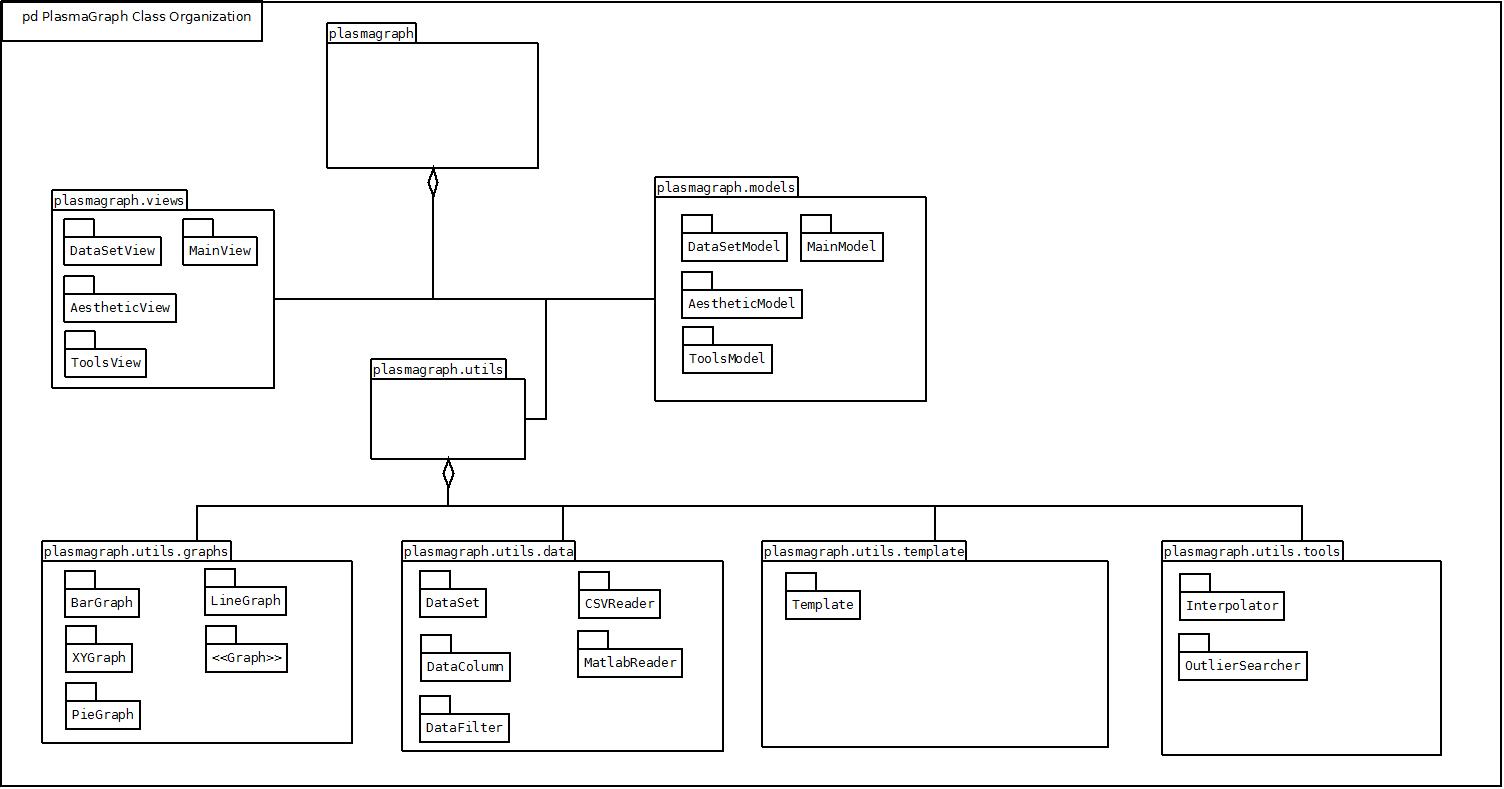 pd PlasmaGraph Class Organization
plasmagraph
plasmagraph.views
DataSetView
MainView
AestheticView
ToolsView
plasmagraph.models
DataSetModel
MainModel
AestheticModel
ToolsModel
plasmagraph.utils
plasmagraph.utils.graphs
BarGraph
LineGraph
XYGraph
<<Graph>>
PieGraph
plasmagraph.utils.data
DataSet
CSVReader
DataColumn
MatlabReader
DataFilter
plasmagraph.utils.template
Template
plasmagraph.utils.tools
Interpolator
OutlierSearcher